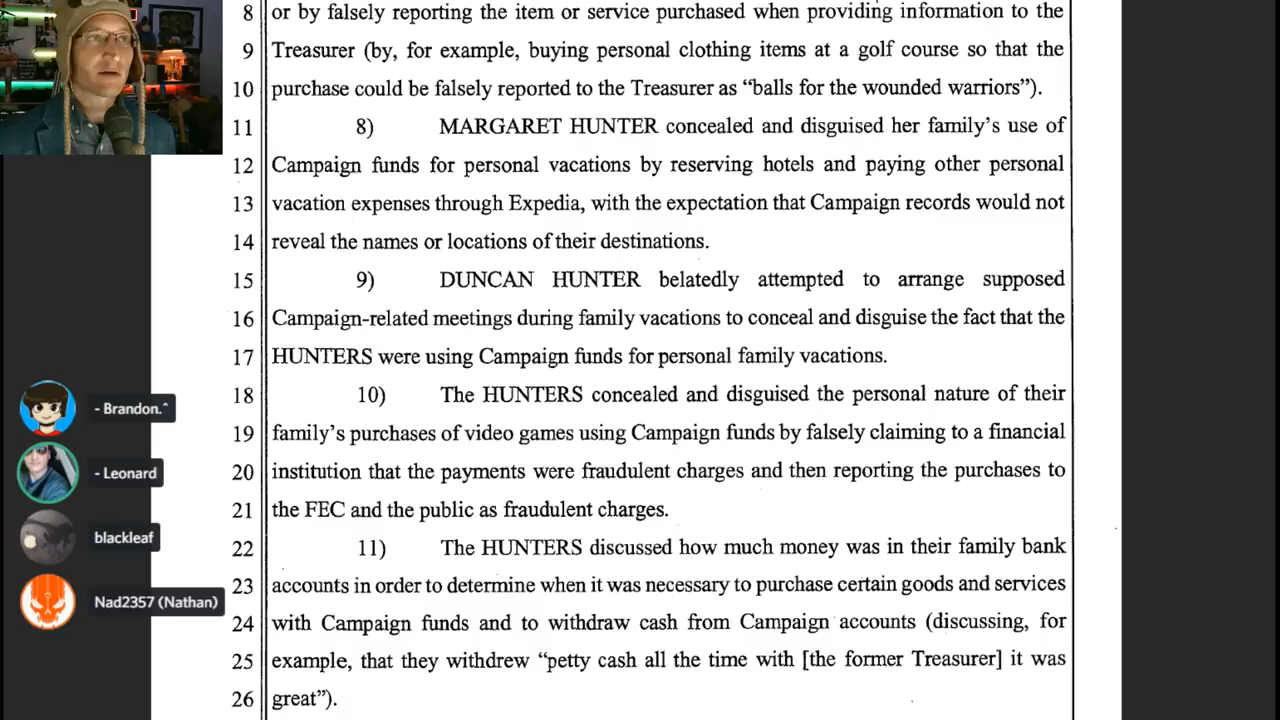 8 or by falsely reporting the item or service purchased when providing information to the
9 Treasurer (by, for example, buying personal clothing items at a golf course so that the
10 purchase could be falsely reported to the Treasurer as “balls for the wounded warriors”).
11 8) MARGARET HUNTER concealed and disguised her family’s use of
12 Campaign funds for personal vacations by reserving hotels and paying other personal
13 vacation expenses through Expedia, with the expectation that Campaign records would not
14 reveal the names or locations of their destinations.
15 9) DUNCAN HUNTER belatedly attempted to arrange supposed
16 Campaign-related meetings during family vacations to conceal and disguise the fact that the
17 HUNTERS were using Campaign funds for personal family vacations.
18 10) The HUNTERS concealed and disguised the personal nature of their
19 family’s purchases of video games using Campaign funds by falsely claiming to a financial
20 institution that the payments were fraudulent charges and then reporting the purchases to
21 the FEC and the public as fraudulent charges.
22 11) The HUNTERS discussed how much money was in their family bank
23 accounts in order to determine when it was necessary to purchase certain goods and services
24 with Campaign funds and to withdraw cash from Campaign accounts (discussing, for
25 example, that they withdrew “petty cash all the time with [the former Treasurer] it was
26 great”).
- Brandon.^
- Leonard
blackleaf
Nad2357 (Nathan)